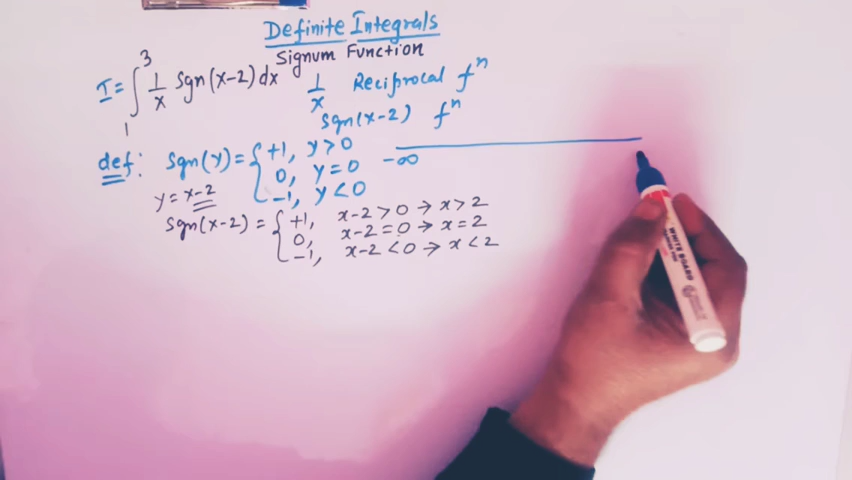 Definite Integrals
Signum Function
I = ∫₁³ 1/x Sgn(x-2) dx
1/x Reciprocal fⁿ
Sgn(x-2) fⁿ
def: Sgn(y) = { +1, y>0
0, y=0
-1, y<0
-∞
y = x-2
Sgn(x-2) = { +1, x-2>0 → x>2
0, x-2=0 → x=2
-1, x-2<0 → x<2
WHITE BOARD